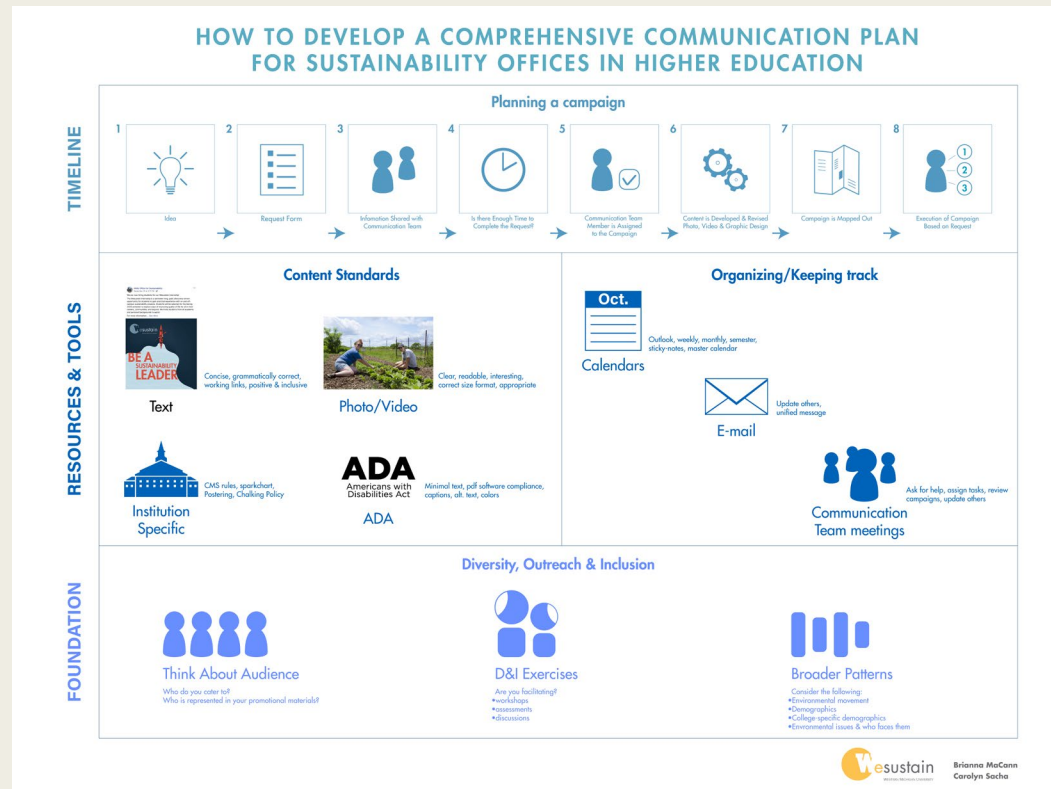 HOW TO DEVELOP A COMPREHENSIVE COMMUNICATION PLAN
FOR SUSTAINABILITY OFFICES IN HIGHER EDUCATION
TIMELINE
Planning a campaign
1
2
3
4
5
6
7
8
1
2
3
Idea
Request Form
Infomation Shared with
Communication Team
Is there Enough Time to
Complete the Request?
Communication Team
Member is Assigned
to the Campaign
Content is Developed & Revised
Photo, Video & Graphic Design
Campaign is Mapped Out
Execution of Campaign
Based on Request
RESOURCES & TOOLS
Content Standards
BE A
SUSTAINABILITY
LEADER
Concise, grammatically correct,
working links, positive & inclusive
Text
Clear, readable, interesting,
correct size format, appropriate
Photo/Video
CMS rules, sparkchart,
Postering, Chalking Policy
Institution
Specific
ADA
Americans with
Disabilities Act
Minimal text, pdf software compliance,
captions, alt. text, colors
ADA
Organizing/Keeping track
Oct.
Outlook, weekly, monthly, semester,
sticky-notes, master calendar
Calendars
Update others,
unified message
E-mail
Ask for help, assign tasks, review
campaigns, update others
Communication
Team meetings
FOUNDATION
Diversity, Outreach & Inclusion
Think About Audience
Who do you cater to?
Who is represented in your promotional materials?
D&I Exercises
Are you facilitating?
•workshops
•assessments
•discussions
Broader Patterns
Consider the following:
•Environmental movement
•Demographics
•College-specific demographics
•Environmental issues & who faces them
Wesustain
Brianna MaCann
Carolyn Sacha